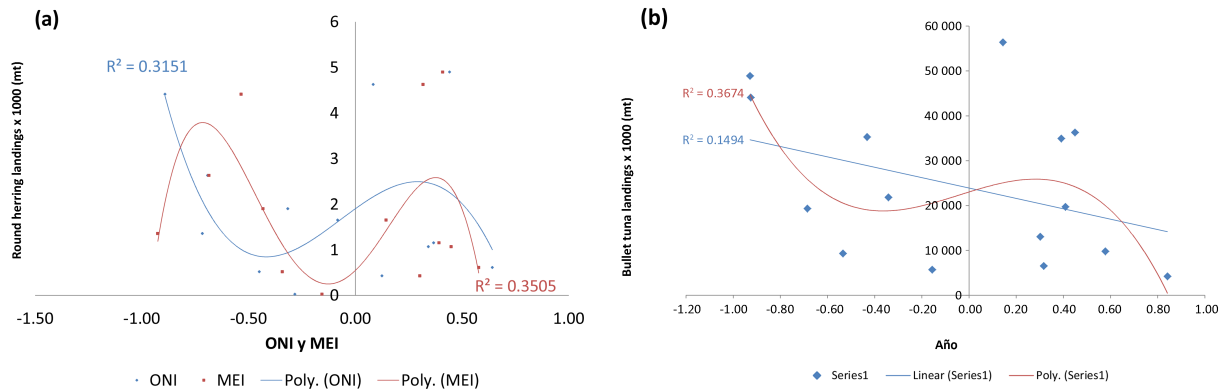 (a)
Round herring landings x 1000 (mt)
6
5
4
3
2
1
0
R² = 0.3151
R² = 0.3505
-1.50 -1.00 -0.50 0.00 0.50 1.00
ONI y MEI
ONI MEI Poly. (ONI) Poly. (MEI)
(b)
Bullet tuna landings x 1000 (mt)
60 000
50 000
40 000
30 000
20 000
10 000
0
R² = 0.3674
R² = 0.1494
-1.20 -1.00 -0.80 -0.60 -0.40 -0.20 0.00 0.20 0.40 0.60 0.80 1.00
Año
Series1 Linear (Series1) Poly. (Series1)